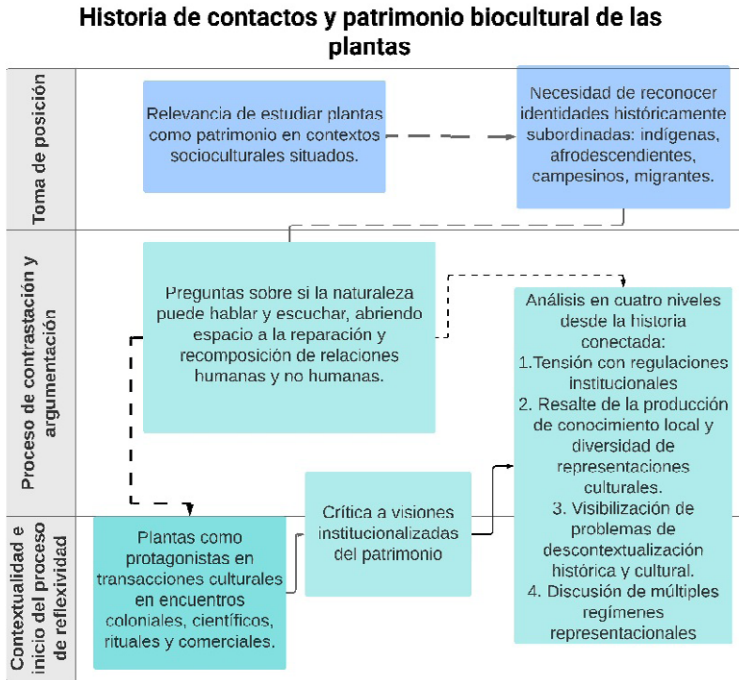 Historia de contactos y patrimonio biocultural de las
plantas
Toma de posición
Relevancia de estudiar plantas
como patrimonio en contextos
socioculturales situados.
Necesidad de reconocer
identidades históricamente
subordinadas: indígenas,
afrodescendientes,
campesinos, migrantes.
Proceso de contrastación y
argumentación
Preguntas sobre si la naturaleza
puede hablar y escuchar, abriendo
espacio a la reparación y
recomposición de relaciones
humanas y no humanas.
Análisis en cuatro niveles
desde la historia
conectada:
1.Tensión con regulaciones
institucionales
2. Resalte de la producción
de conocimiento local y
diversidad de
representaciones
culturales.
3. Visibilización de
problemas de
descontextualización
histórica y cultural.
4. Discusión de múltiples
regímenes
representacionales
Contextualidad e
inicio del proceso
de reflexividad
Plantas como
protagonistas en
transacciones culturales
en encuentros
coloniales, científicos,
rituales y comerciales.
Crítica a visiones
institucionalizadas
del patrimonio